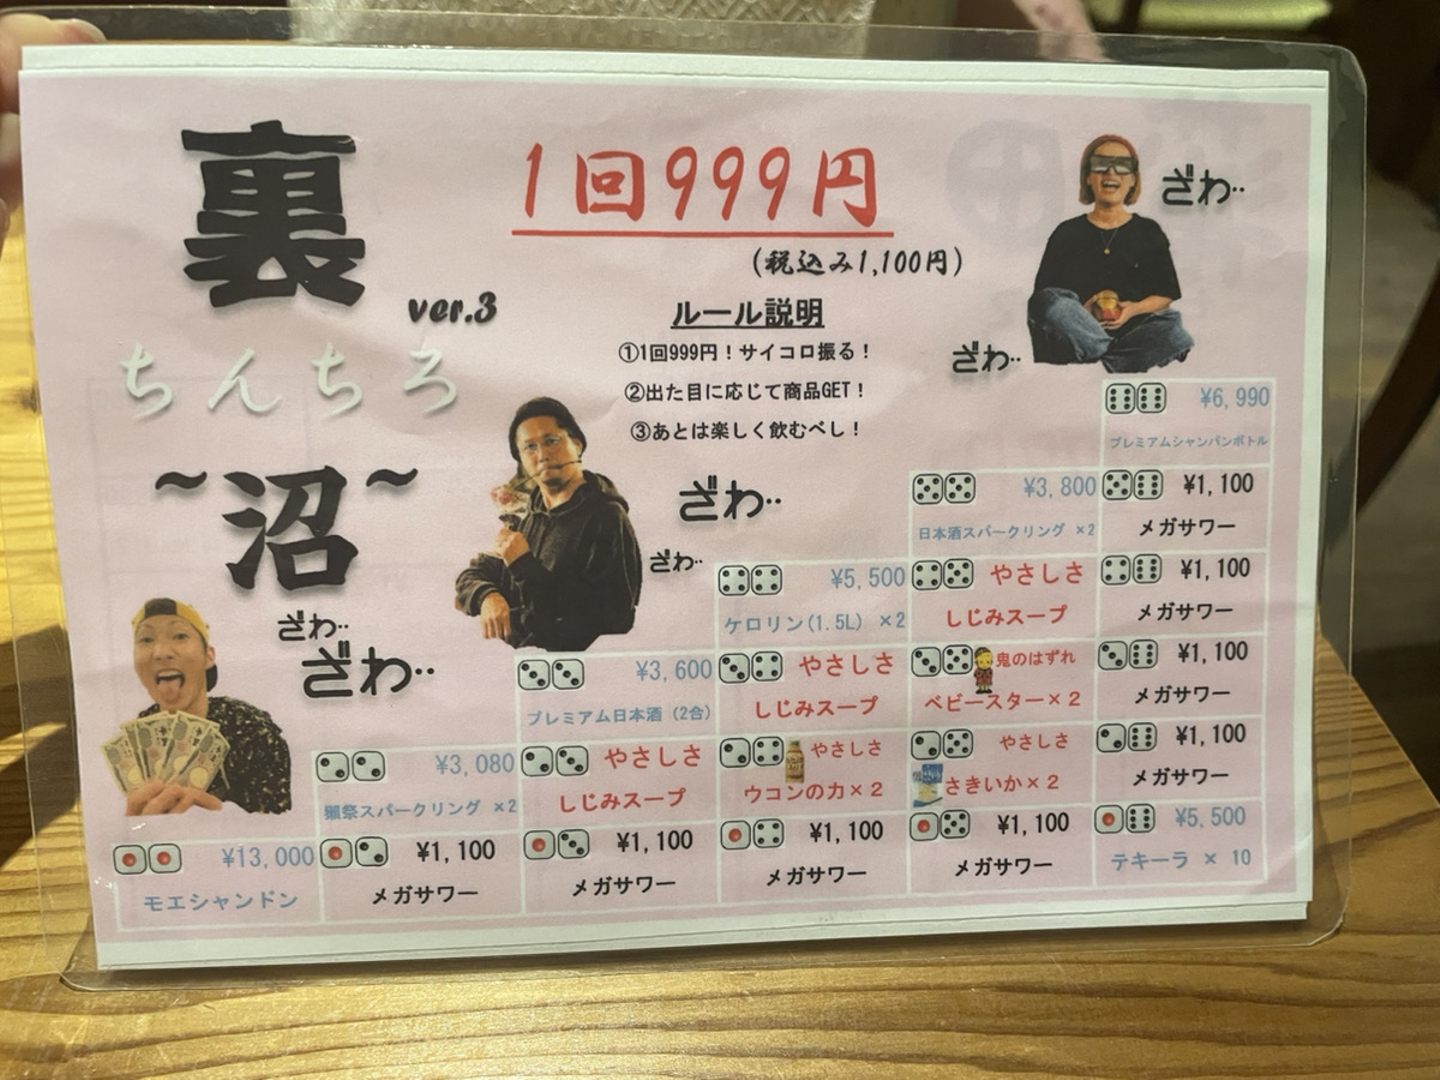 裏
ver.3
ちんちろ
~沼~
1回999円
(税込み1,100円)
ルール説明
①1回999円！サイコロ振る！
②出た目に応じて商品GET！
③あとは楽しく飲むべし！
ざわ‥
ざわ‥
ざわ‥
ざわ‥
ざわ‥
ざわ‥
¥6,990
プレミアムシャンパンボトル
¥3,800
日本酒スパークリング ×2
¥1,100
メガサワー
¥5,500
ケロリン(1.5L) ×2
やさしさ
しじみスープ
¥1,100
メガサワー
¥3,600
プレミアム日本酒 (2合)
やさしさ
しじみスープ
鬼のはずれ
ベビースター×2
¥1,100
メガサワー
¥3,080
獺祭スパークリング ×2
やさしさ
しじみスープ
やさしさ
ウコンの力×2
やさしさ
さきいか×2
¥1,100
メガサワー
¥13,000
モエシャンドン
¥1,100
メガサワー
¥1,100
メガサワー
¥1,100
メガサワー
¥1,100
メガサワー
¥5,500
テキーラ × 10